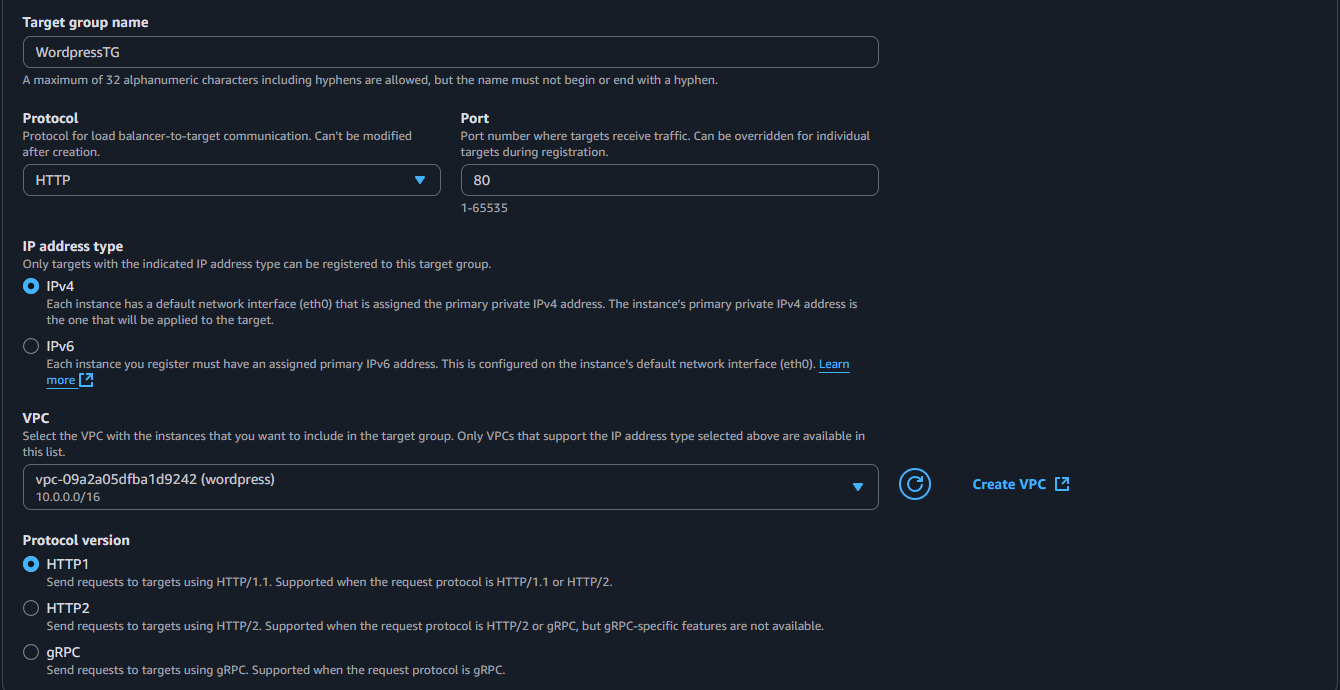 Target group name
WordpressTG
A maximum of 32 alphanumeric characters including hyphens are allowed, but the name must not begin or end with a hyphen.
Protocol
Protocol for load balancer-to-target communication. Can't be modified
after creation.
HTTP
Port
Port number where targets receive traffic. Can be overridden for individual
targets during registration.
80
1-65535
IP address type
Only targets with the indicated IP address type can be registered to this target group.
IPv4
Each instance has a default network interface (eth0) that is assigned the primary private IPv4 address. The instance's primary private IPv4 address is
the one that will be applied to the target.
IPv6
Each instance you register must have an assigned primary IPv6 address. This is configured on the instance's default network interface (eth0). Learn
more
VPC
Select the VPC with the instances that you want to include in the target group. Only VPCs that support the IP address type selected above are available in
this list.
vpc-09a2a05dfba1d9242 (wordpress)
10.0.0.0/16
Create VPC
Protocol version
HTTP1
Send requests to targets using HTTP/1.1. Supported when the request protocol is HTTP/1.1 or HTTP/2.
HTTP2
Send requests to targets using HTTP/2. Supported when the request protocol is HTTP/2 or gRPC, but gRPC-specific features are not available.
gRPC
Send requests to targets using gRPC. Supported when the request protocol is gRPC.